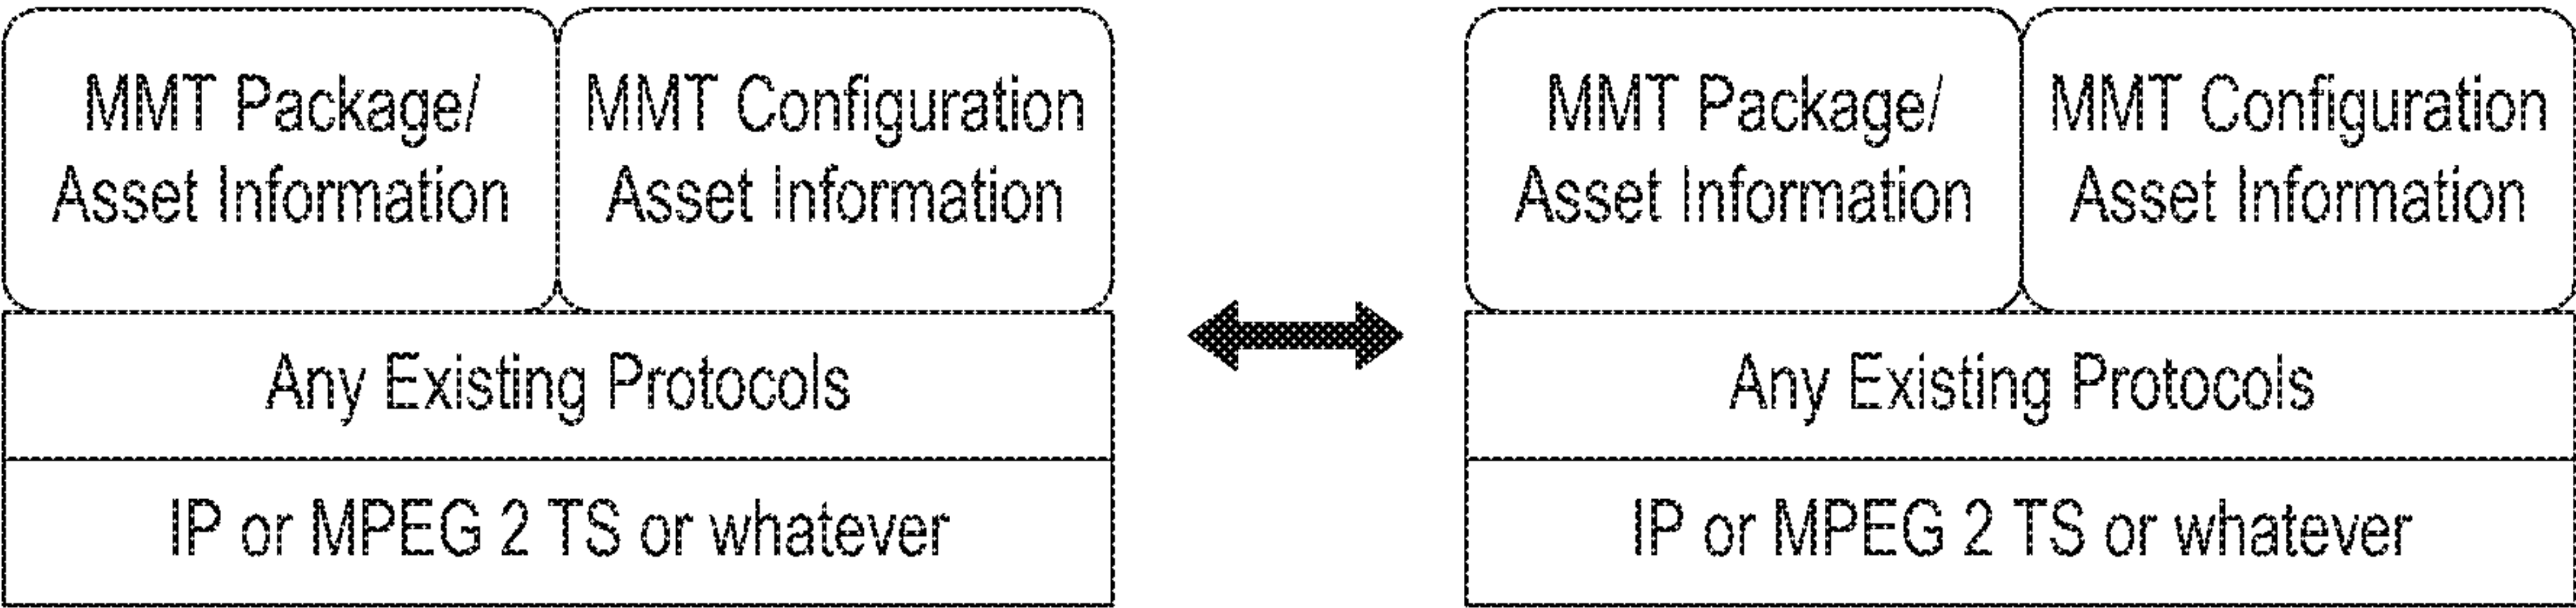 MMT Package/
Asset Information
MMT Configuration
Asset Information
Any Existing Protocols
IP or MPEG 2 TS or whatever
MMT Package/
Asset Information
MMT Configuration
Asset Information
Any Existing Protocols
IP or MPEG 2 TS or whatever